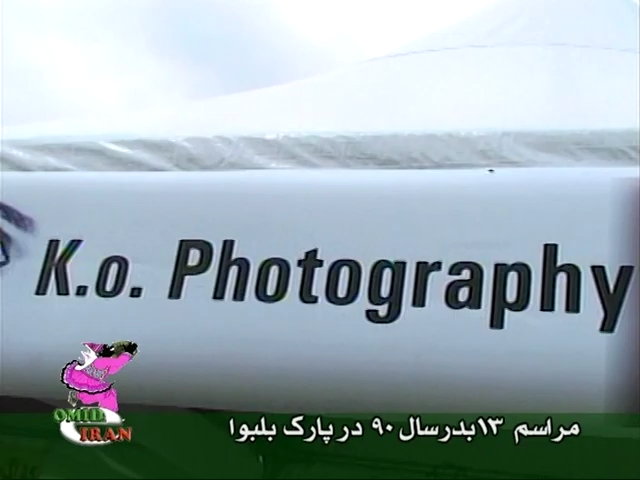 K.o. Photography
OMID
IRAN
مراسم ۱۳بدرسال ۹۰ در پارک بلبوا